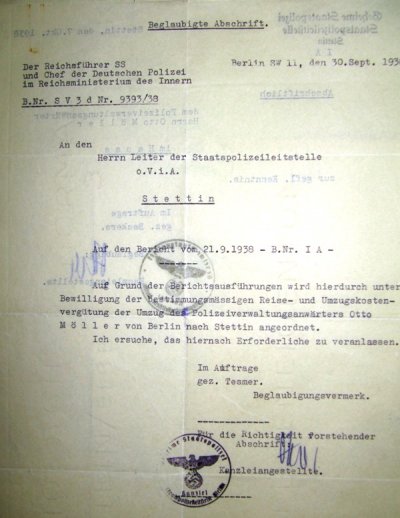 Beglaubigte Abschrift.
Der Reichsführer SS
und Chef der Deutschen Polizei
im Reichsministerium des Innern
Berlin SW 11, den 30.Sept. 193
B.Nr. S V 3 d Nr. 9393/38
An den
Herrn Leiter der Staatspolizeileitstelle
o.V.i.A.
Stettin
Auf den Bericht vom 21.9.1938 - B.Nr. I A -
Auf Grund der Berichtsausführungen wird hierdurch unter
Bewilligung der bestimmungsmässigen Reise- und Umzugskosten-
vergütung der Umzug des Polizeiverwaltungsanwärters Otto
Möller von Berlin nach Stettin angeordnet.
Ich ersuche, das hiernach Erforderliche zu veranlassen.
Im Auftrage
gez. Tesmer.
Beglaubigungsvermerk.
Für die Richtigkeit vorstehender
Abschrift:
Kanzleiangestellte.
Kanzlei